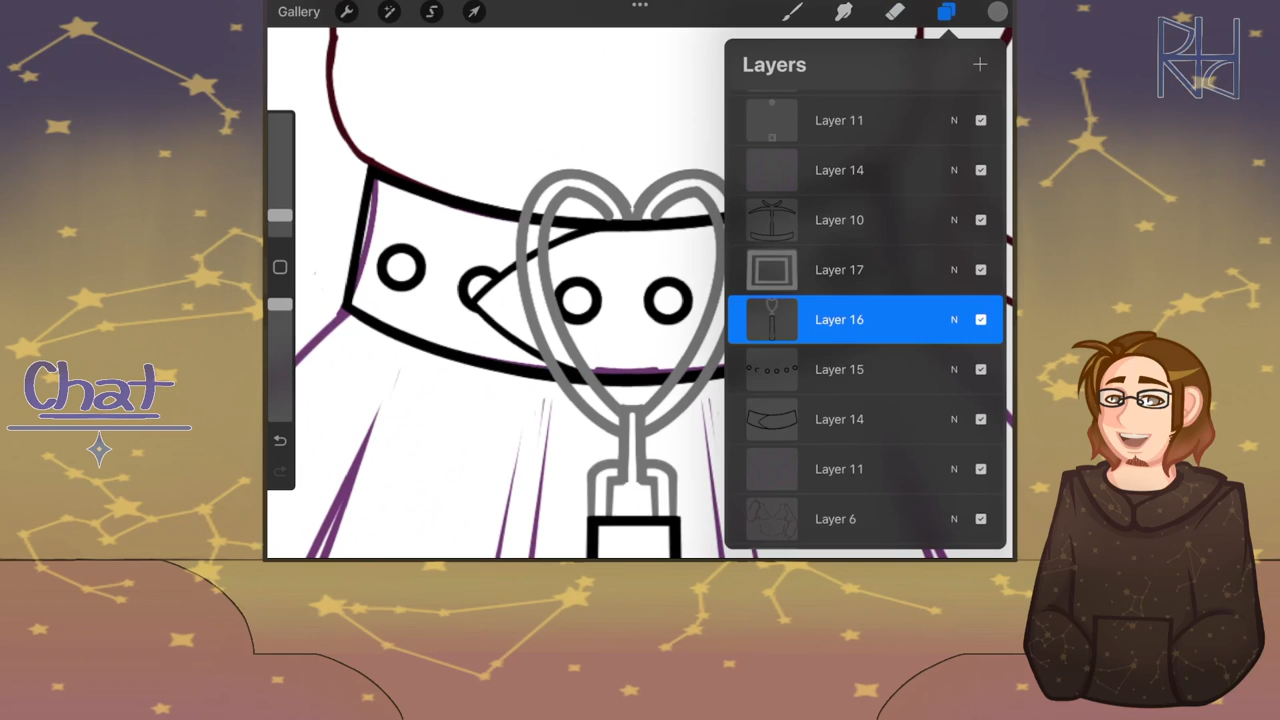 Gallery
Layers
Layer 11 N
Layer 14 N
Layer 10 N
Layer 17 N
Layer 16 N
Layer 15 N
Layer 14 N
Layer 11 N
Layer 6 N
Chat